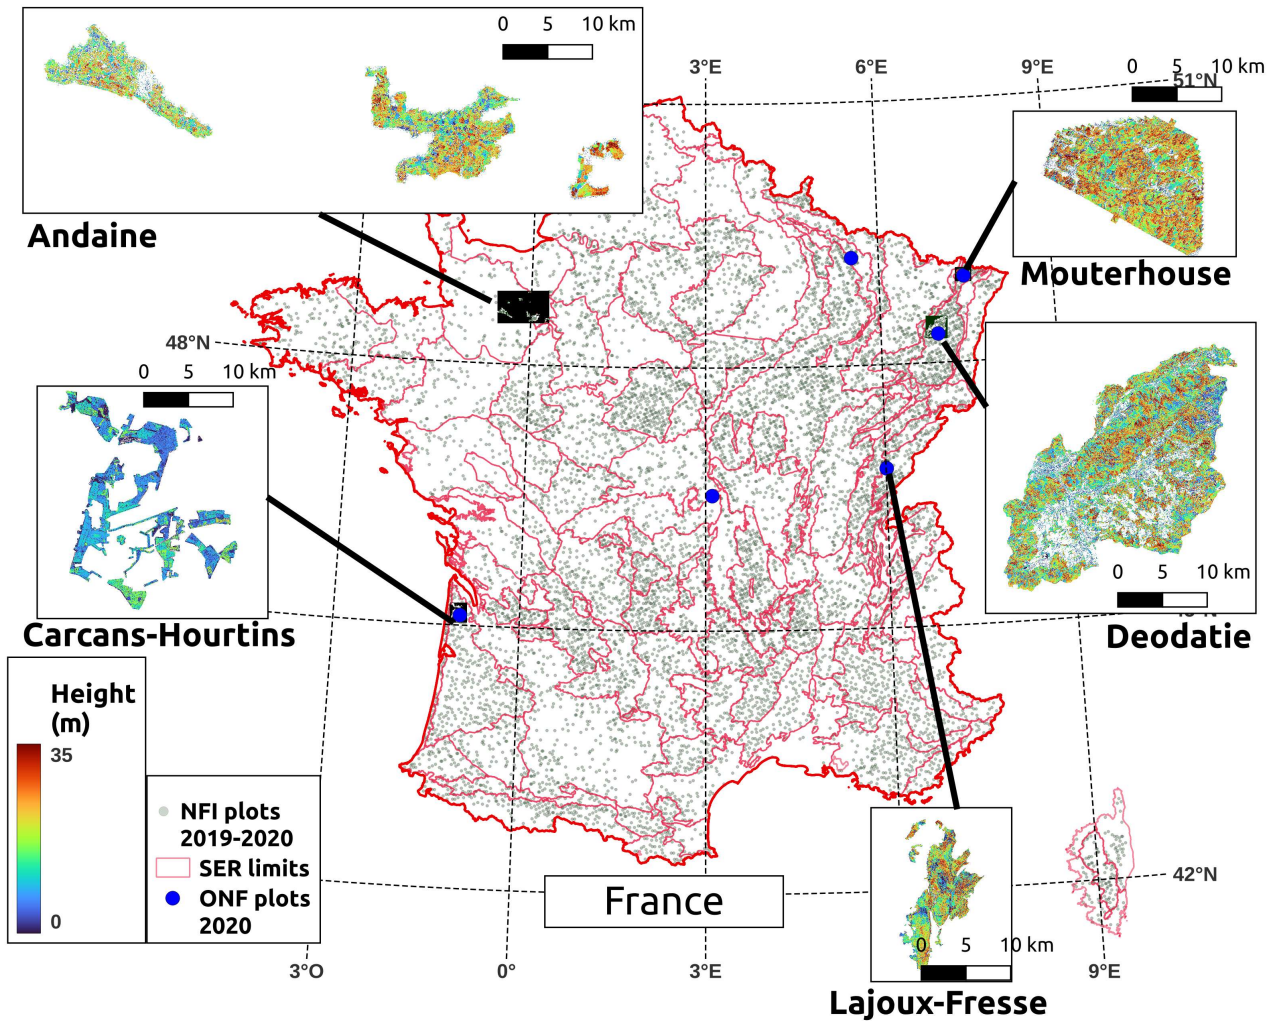 0 5 10 km
3°E
6°E
9°E
0 5 10 km
51°N
Andaine
Mouterhouse
48°N
0 5 10 km
0 5 10 km
Carcans-Hourtins
Deodatie
Height
(m)
35
0
NFI plots
2019-2020
SER limits
ONF plots
2020
France
42°N
0 5 10 km
3°O
0°
3°E
9°E
Lajoux-Fresse